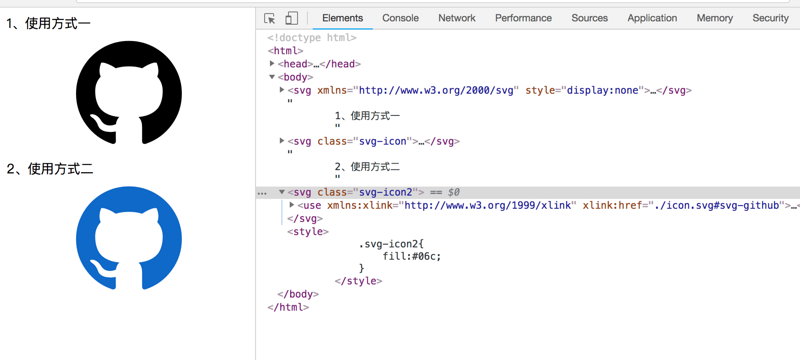 1、使用方式一
2、使用方式二
Elements Console Network Performance Sources Application Memory Security
<!doctype html>
<html>
<head>…</head>
<body>
<svg xmlns="http://www.w3.org/2000/svg" style="display:none">…</svg>
"
1、使用方式一
"
<svg class="svg-icon">…</svg>
"
2、使用方式二
"
… <svg class="svg-icon2"> == $0
<use xmlns:xlink="http://www.w3.org/1999/xlink" xlink:href="./icon.svg#svg-github">…
</svg>
<style>
.svg-icon2{
fill:#06c;
}
</style>
</body>
</html>